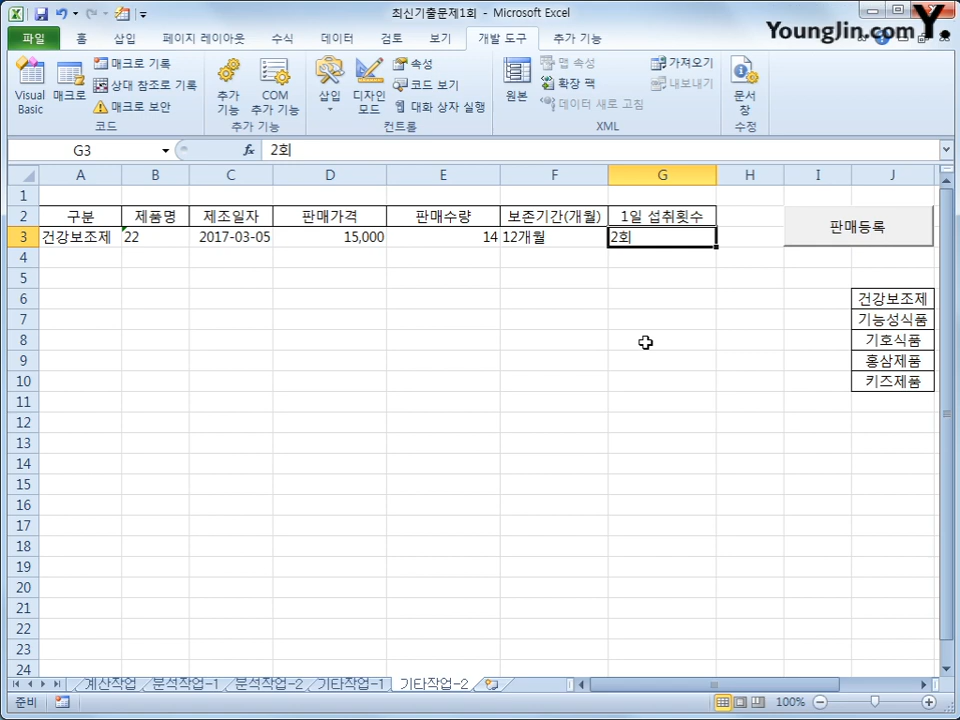 최신기출문제1회 - Microsoft Excel
Younglin.com Y.
파일 홈 삽입 페이지 레이아웃 수식 데이터 검토 보기 개발 도구 추가 기능
Visual Basic
매크로
매크로 기록
상대 참조로 기록
매크로 보안
코드
추가 기능
COM 추가 기능
추가 기능
삽입
디자인 모드
속성
코드 보기
대화 상자 실행
컨트롤
원본
맵 속성
확장 팩
데이터 새로 고침
가져오기
내보내기
XML
문서 창
수정
G3 fx 2회
A B C D E F G H I J
1
2 구분 제품명 제조일자 판매가격 판매수량 보존기간(개월) 1일 섭취횟수
판매등록
3 건강보조제 22 2017-03-05 15,000 14 12개월 2회
4
5
6 건강보조제
7 기능성식품
8 기호식품
9 홍삼제품
10 키즈제품
11
12
13
14
15
16
17
18
19
20
21
22
23
24
계산작업 분석작업-1 분석작업-2 기타작업-1 기타작업-2
준비 100%